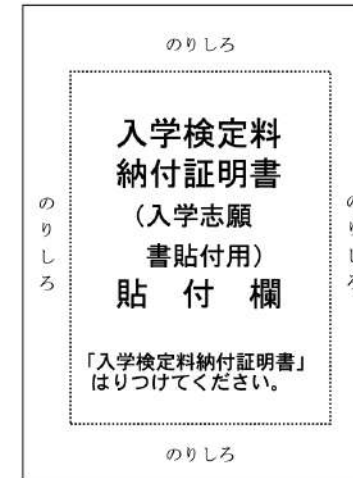 のりしろ
入学検定料
納付証明書
（入学志願
書貼付用）
貼　付　欄
「入学検定料納付証明書」
はりつけてください。
のりしろ
のりしろ
のりしろ